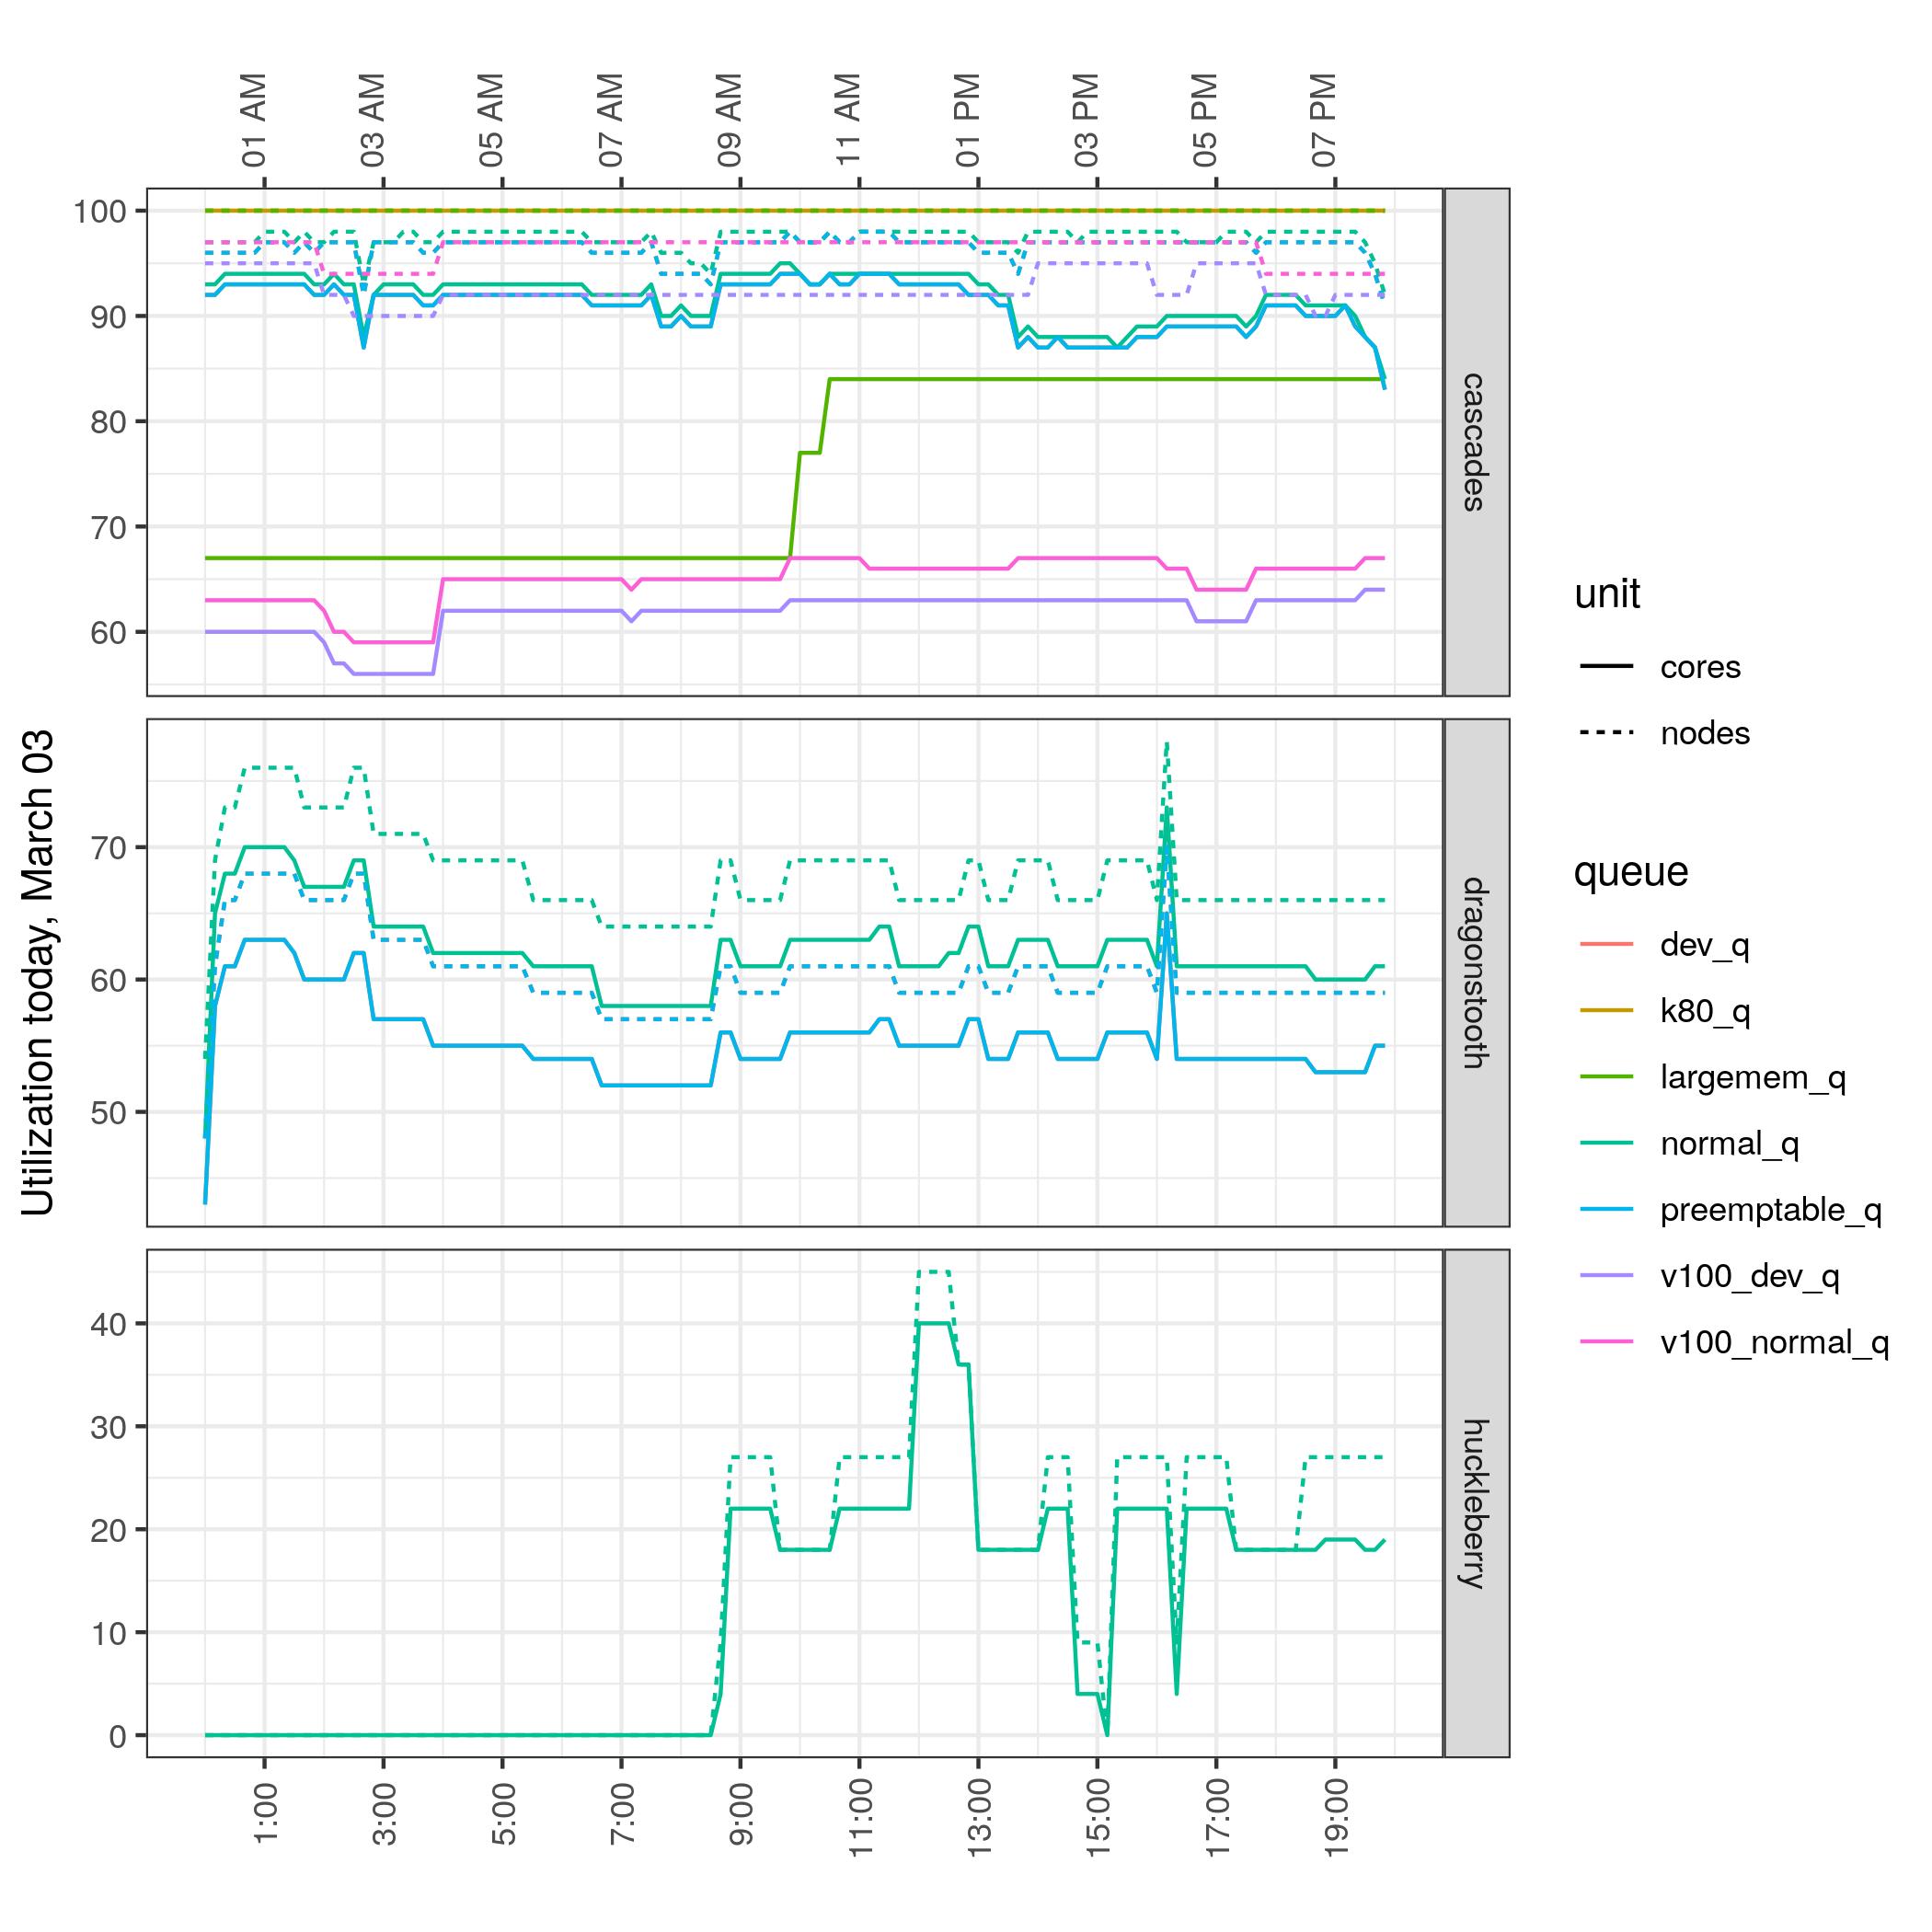 01 AM
03 AM
05 AM
07 AM
09 AM
11 AM
01 PM
03 PM
05 PM
07 PM
Utilization today, March 03
100
90
80
70
60
cascades
70
60
50
dragonstooth
40
30
20
10
0
huckleberry
1:00
3:00
5:00
7:00
9:00
11:00
13:00
15:00
17:00
19:00
unit
cores
nodes
queue
dev_q
k80_q
largemem_q
normal_q
preemptable_q
v100_dev_q
v100_normal_q